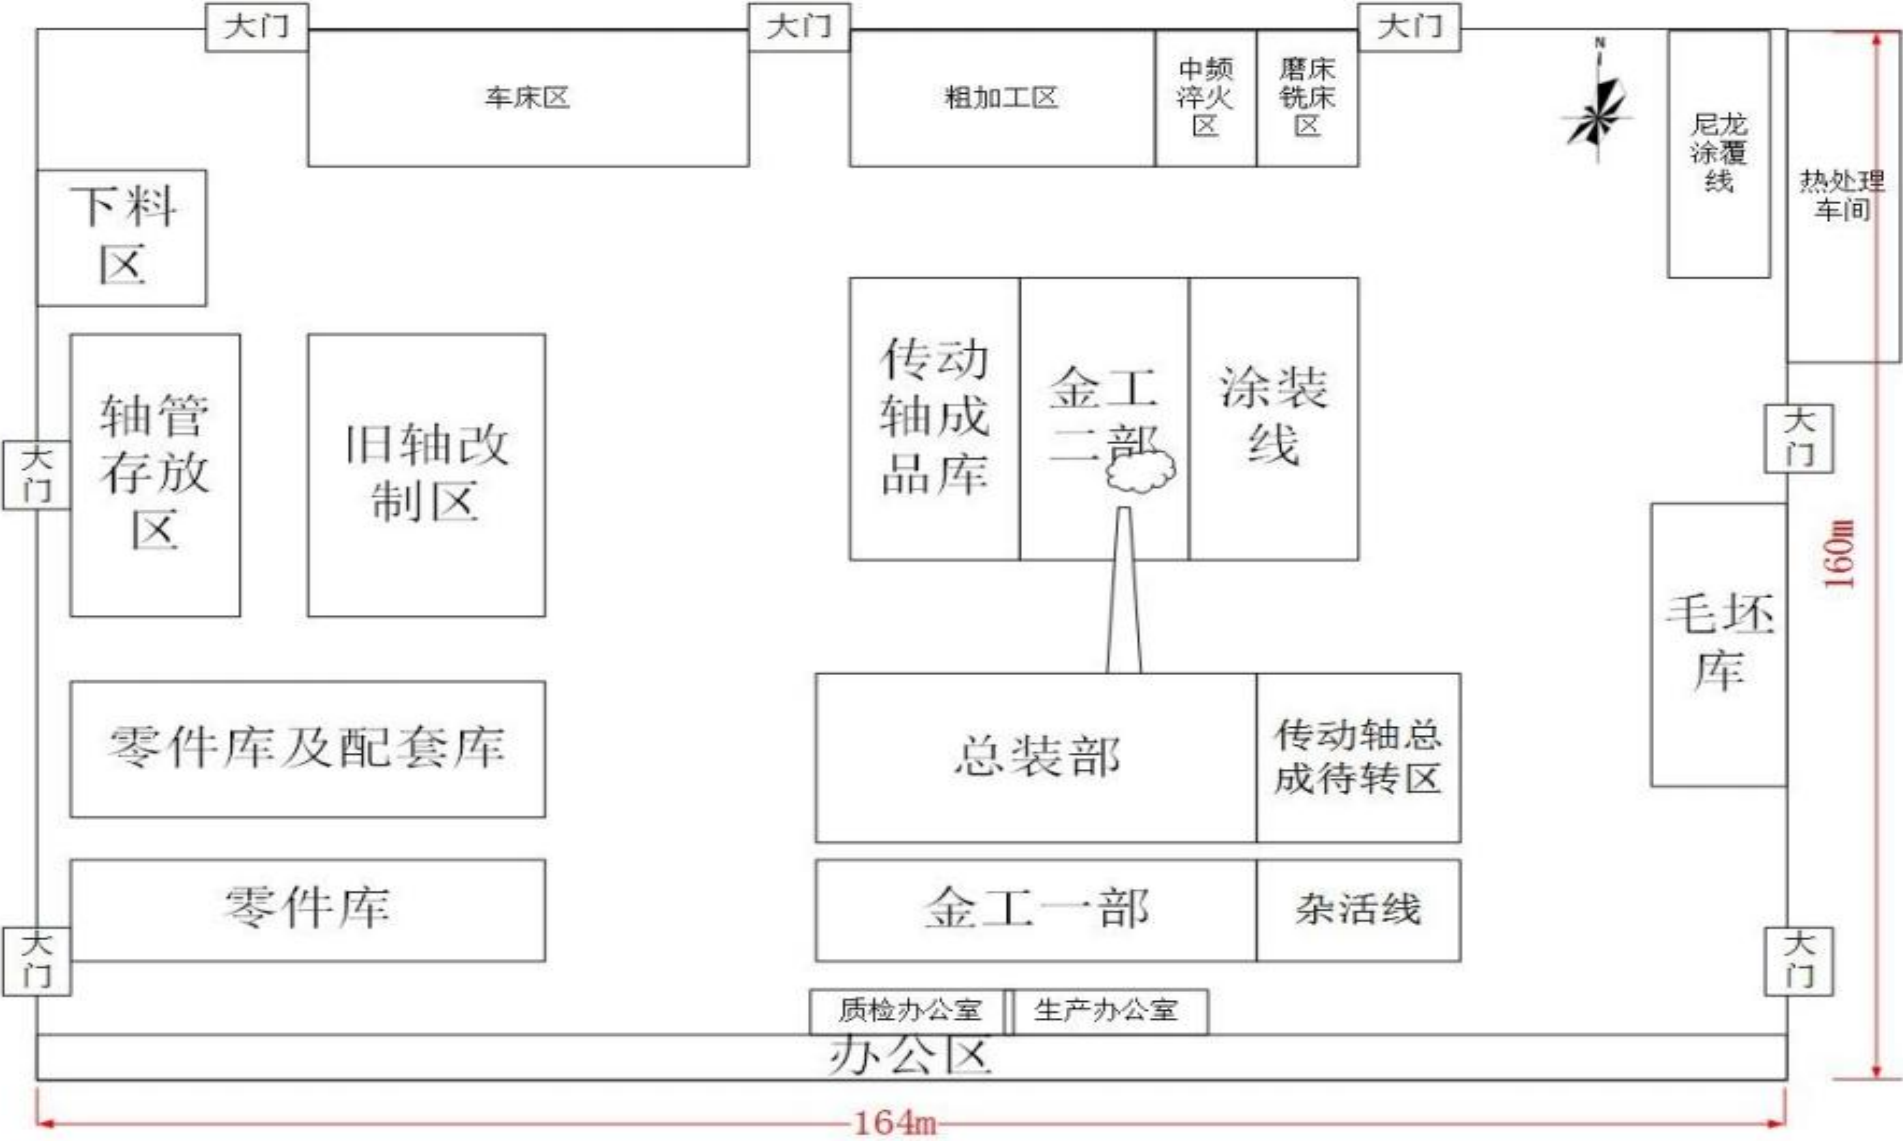 大门
大门
大门
N
车床区
粗加工区
中频
淬火
区
磨床
铣床
区
尼龙
涂覆
线
热处理
车间
下料
区
轴管
存放
区
旧轴改
制区
传动
轴成
品库
金工
二部
涂装
线
大
门
大
门
160m
毛坯
库
零件库及配套库
总装部
传动轴总
成待转区
零件库
金工一部
杂活线
大
门
大
门
质检办公室
生产办公室
办公区
164m